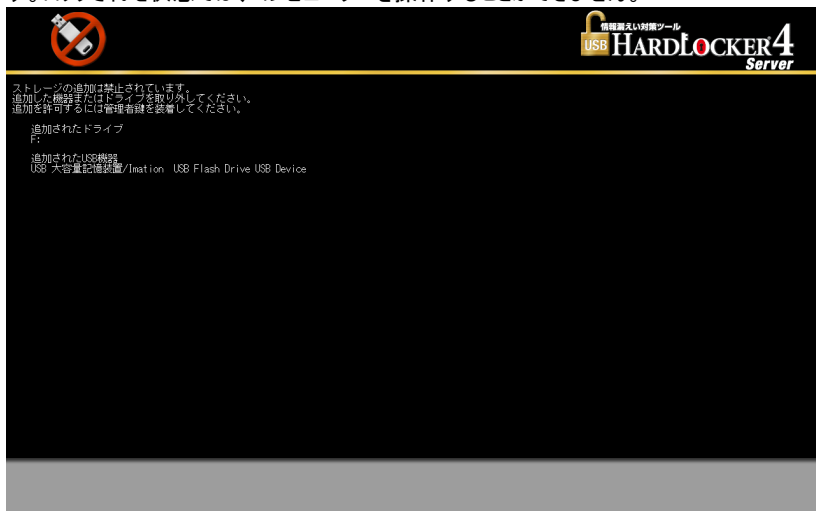 情報漏えい対策ツール
USB HARDLOCKER4
Server
ストレージの追加は禁止されています。
追加した機器またはドライブを取り外してください。
追加を許可するには管理者鍵を装着してください。
追加されたドライブ
F:
追加されたUSB機器
USB 大容量記憶装置/Imation USB Flash Drive USB Device